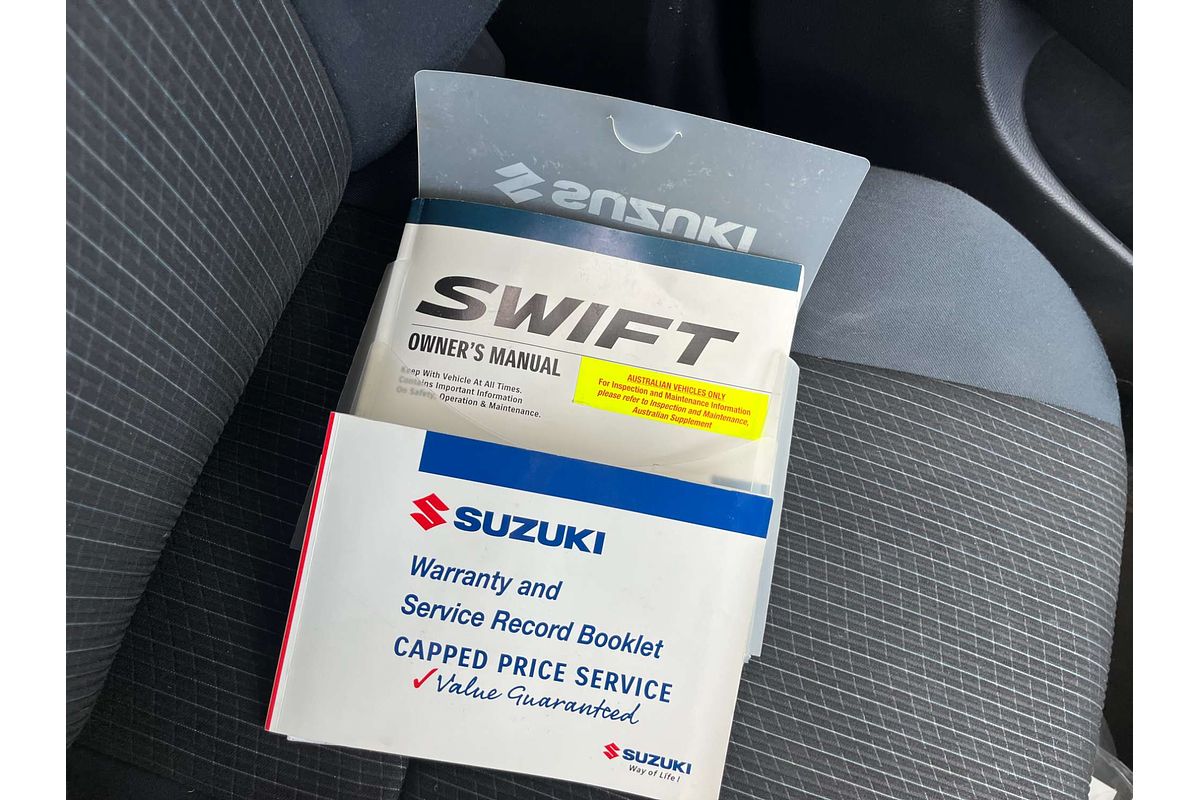 SUZUKI
SWIFT
OWNER'S MANUAL
Keep With Vehicle At All Times.
Contains Important Information
On Safety, Operation & Maintenance.
AUSTRALIAN VEHICLES ONLY
For Inspection and Maintenance Information
please refer to Inspection and Maintenance,
Australian Supplement
SUZUKI
Warranty and
Service Record Booklet
CAPPED PRICE SERVICE
Value Guaranteed
SUZUKI
Way of Life!